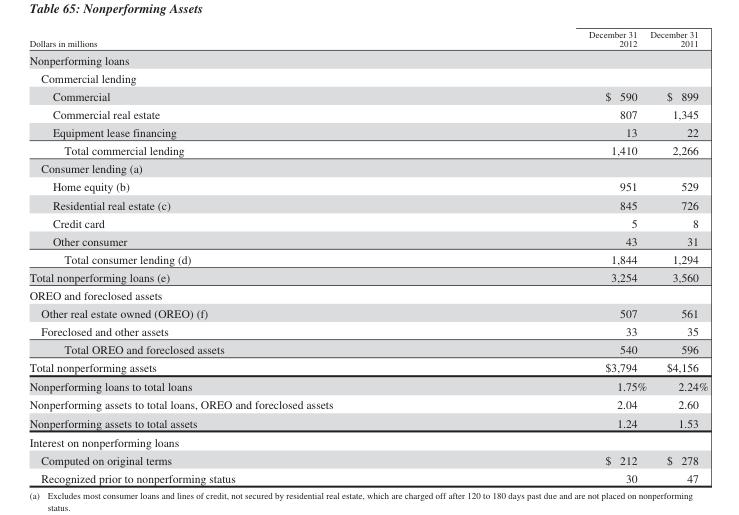 Table 65: Nonperforming Assets
Dollars in millions December 31 2012 December 31 2011
Nonperforming loans
Commercial lending
Commercial $ 590 $ 899
Commercial real estate 807 1,345
Equipment lease financing 13 22
Total commercial lending 1,410 2,266
Consumer lending (a)
Home equity (b) 951 529
Residential real estate (c) 845 726
Credit card 5 8
Other consumer 43 31
Total consumer lending (d) 1,844 1,294
Total nonperforming loans (e) 3,254 3,560
OREO and foreclosed assets
Other real estate owned (OREO) (f) 507 561
Foreclosed and other assets 33 35
Total OREO and foreclosed assets 540 596
Total nonperforming assets $3,794 $4,156
Nonperforming loans to total loans 1.75% 2.24%
Nonperforming assets to total loans, OREO and foreclosed assets 2.04 2.60
Nonperforming assets to total assets 1.24 1.53
Interest on nonperforming loans
Computed on original terms $ 212 $ 278
Recognized prior to nonperforming status 30 47
(a) Excludes most consumer loans and lines of credit, not secured by residential real estate, which are charged off after 120 to 180 days past due and are not placed on nonperforming
status.